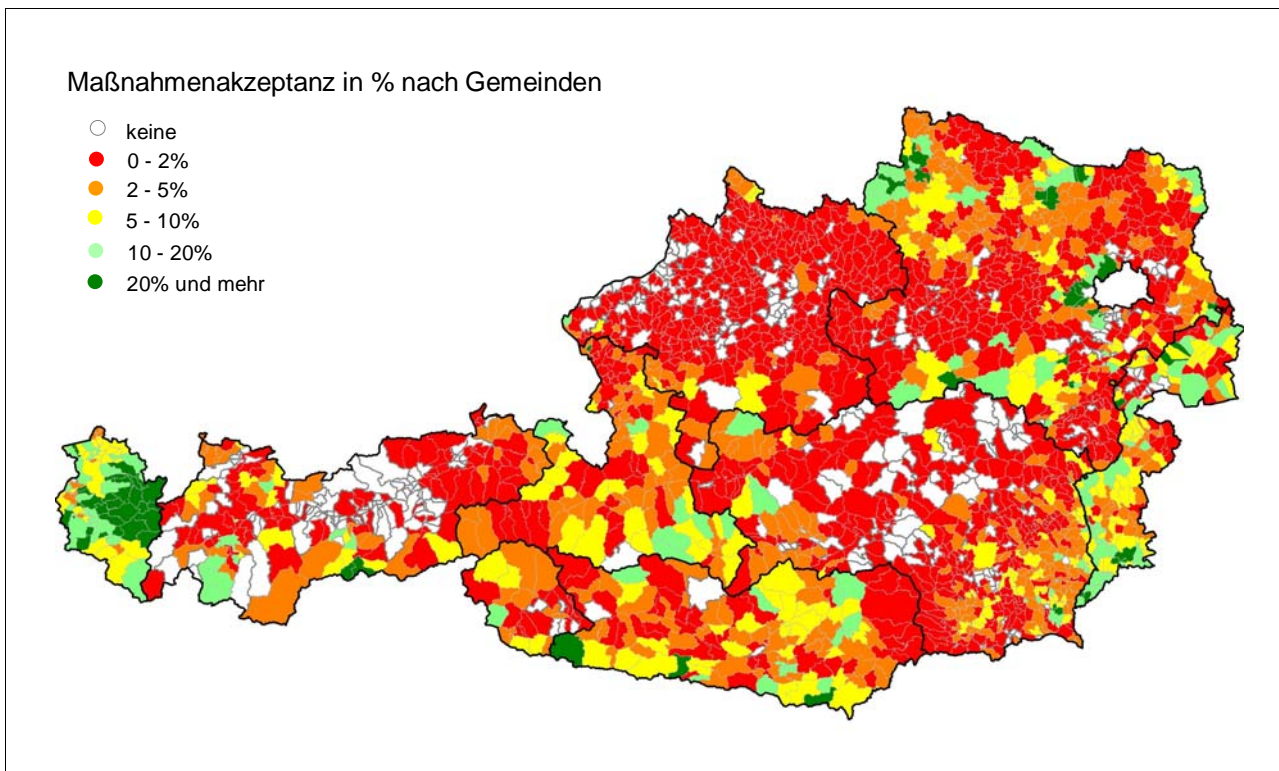 Maßnahmenakzeptanz in % nach Gemeinden
keine
0 - 2%
2 - 5%
5 - 10%
10 - 20%
20% und mehr